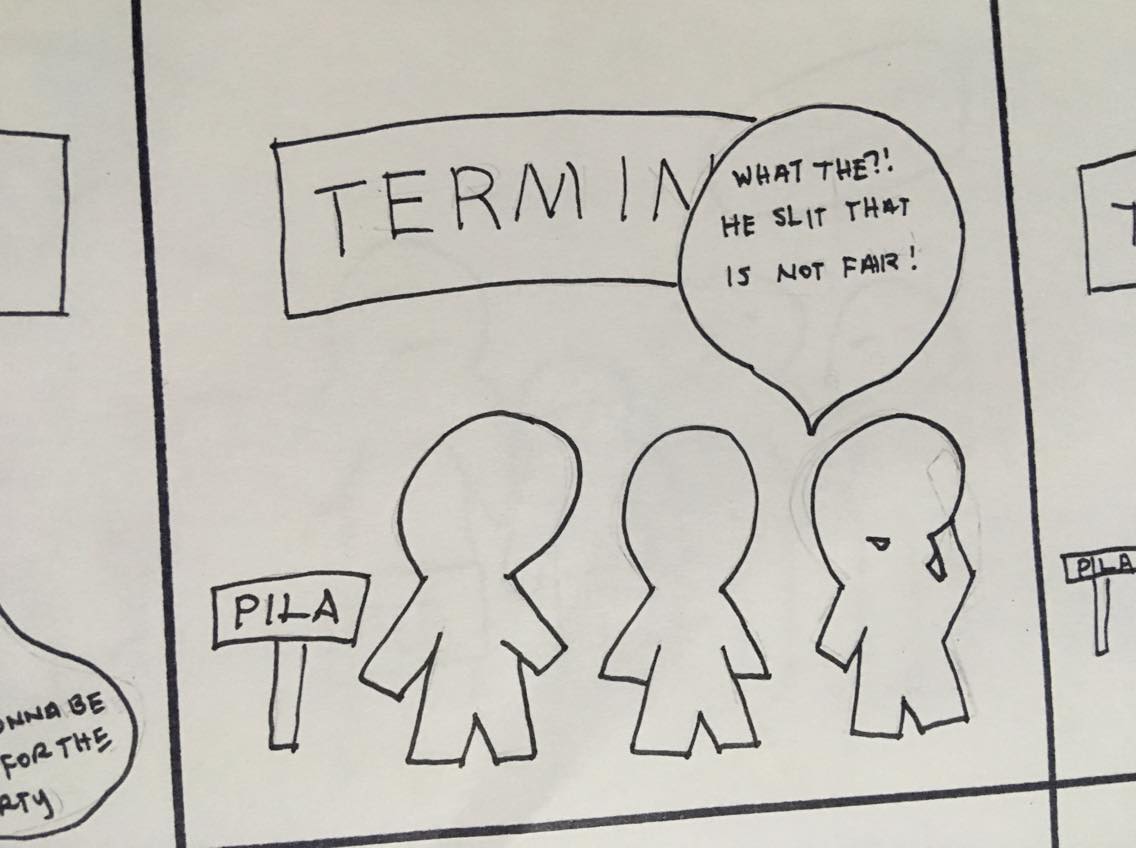 TERMIN
WHAT THE?!
HE SLIT THAT
IS NOT FAIR!
PILA
PILA
ONNA BE
FOR THE
RTY
T